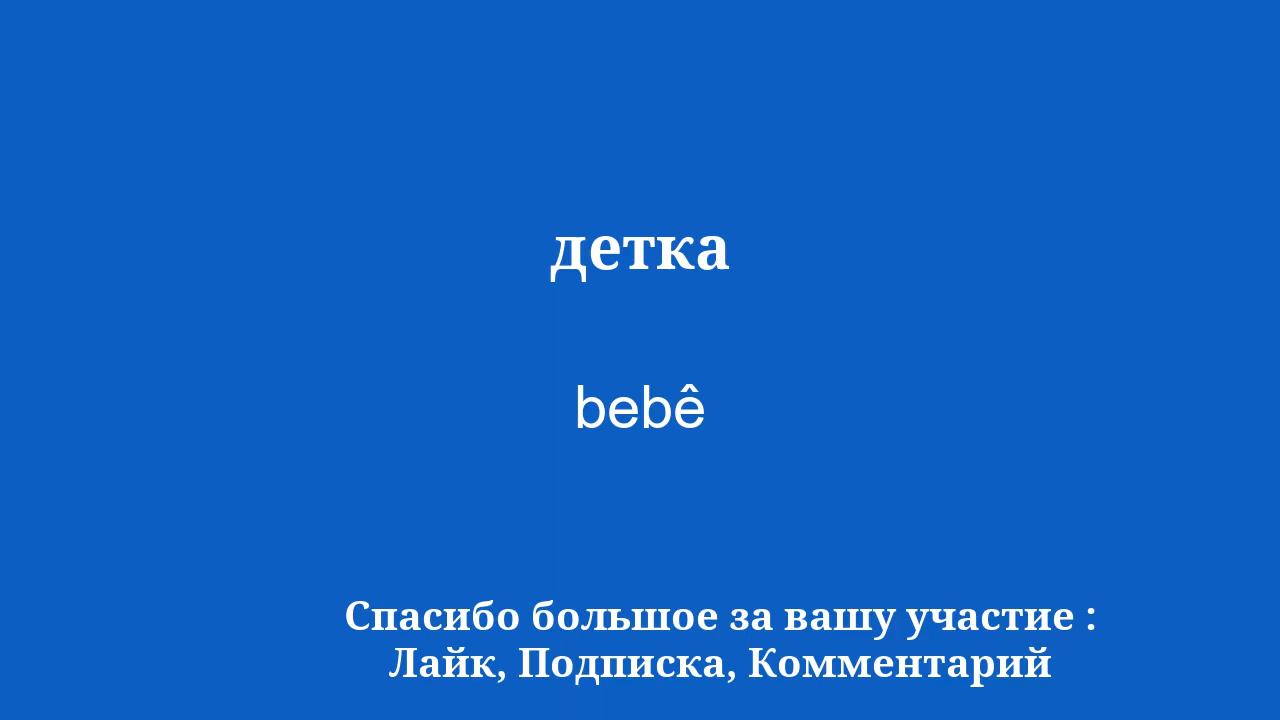 детка
bebê
Спасибо большое за вашу участие :
Лайк, Подписка, Комментарий